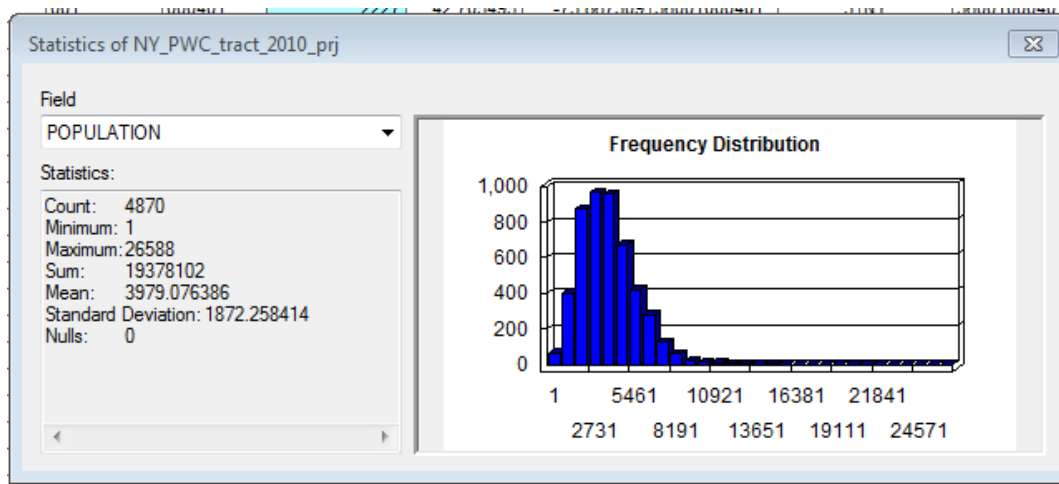 Statistics of NY_PWC_tract_2010_prj
Field
POPULATION
Statistics:
Count: 4870
Minimum: 1
Maximum: 26588
Sum: 19378102
Mean: 3979.076386
Standard Deviation: 1872.258414
Nulls: 0
Frequency Distribution
1,000
800
600
400
200
0
1 5461 10921 16381 21841
2731 8191 13651 19111 24571